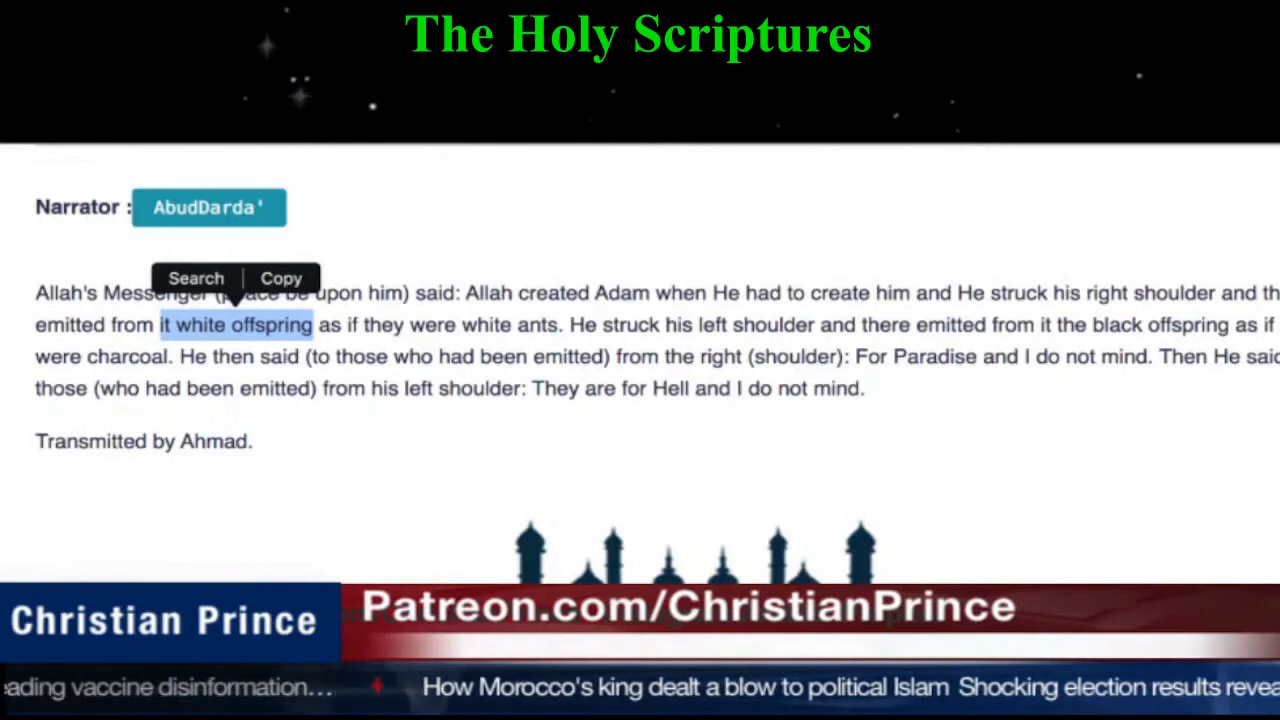 The Holy Scriptures
Narrator : AbudDarda'
Search Copy
Allah's Messenger (peace be upon him) said: Allah created Adam when He had to create him and He struck his right shoulder and th
emitted from it white offspring as if they were white ants. He struck his left shoulder and there emitted from it the black offspring as if
were charcoal. He then said (to those who had been emitted) from the right (shoulder): For Paradise and I do not mind. Then He said
those (who had been emitted) from his left shoulder: They are for Hell and I do not mind.
Transmitted by Ahmad.
Christian Prince
Patreon.com/ChristianPrince
eading vaccine disinformation... How Morocco's king dealt a blow to political Islam Shocking election results revea